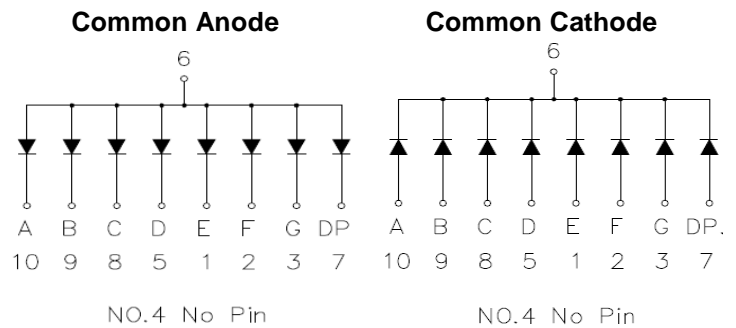 Common Anode
6
A B C D E F G DP
10 9 8 5 1 2 3 7
NO.4 No Pin
Common Cathode
6
A B C D E F G DP.
10 9 8 5 1 2 3 7
NO.4 No Pin